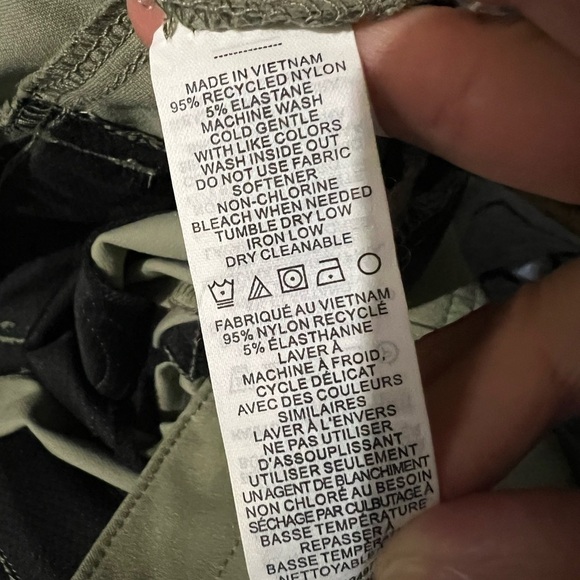 MADE IN VIETNAM
95% RECYCLED NYLON
5% ELASTANE
MACHINE WASH
COLD GENTLE
WITH LIKE COLORS
WASH INSIDE OUT
DO NOT USE FABRIC
SOFTENER
NON-CHLORINE
BLEACH WHEN NEEDED
TUMBLE DRY LOW
IRON LOW
DRY CLEANABLE
FABRIQUÉ AU VIETNAM
95% NYLON RECYCLÉ
5% ÉLASTHANNE
LAVER À
MACHINE À FROID,
CYCLE DÉLICAT
AVEC DES COULEURS
SIMILAIRES
LAVER À L'ENVERS
NE PAS UTILISER
D'ASSOUPLISSANT
UTILISER SEULEMENT
UN AGENT DE BLANCHIMENT
NON CHLORÉ AU BESOIN
SÉCHAGE PAR CULBUTAGE À
BASSE TEMPÉRATURE
REPASSER À
BASSE TEMPÉR
NETTOYABLE